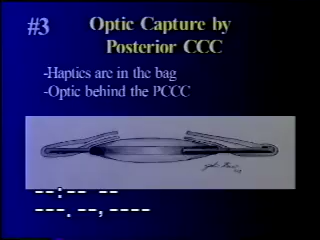 #3
Optic Capture by
Posterior CCC
-Haptics are in the bag
-Optic behind the PCCC
--:-- --
---. --,----